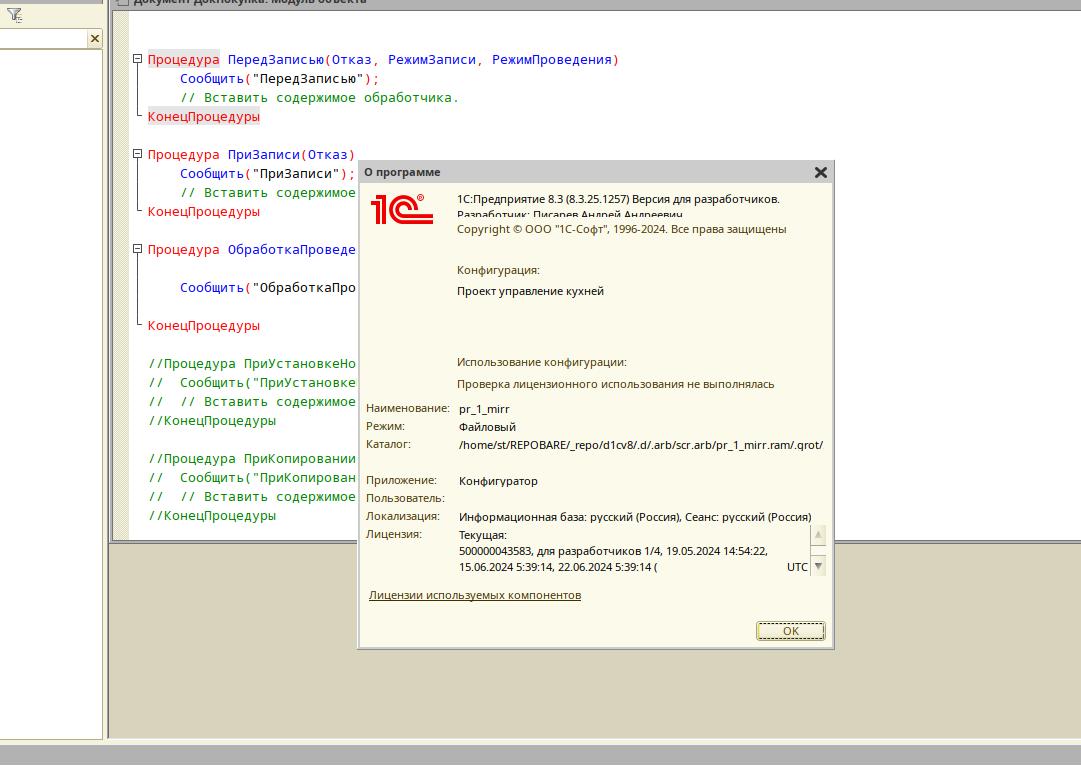 Документ ДокПокупка: Модуль объекта
Процедура ПередЗаписью(Отказ, РежимЗаписи, РежимПроведения)
Сообщить("ПередЗаписью");
// Вставить содержимое обработчика.
КонецПроцедуры
Процедура ПриЗаписи(Отказ)
Сообщить("ПриЗаписи");
// Вставить содержимое
КонецПроцедуры
Процедура ОбработкаПроведе
Сообщить("ОбработкаПро
КонецПроцедуры
//Процедура ПриУстановкеНо
// Сообщить("ПриУстановке
// // Вставить содержимое
//КонецПроцедуры
//Процедура ПриКопировании
// Сообщить("ПриКопирован
// // Вставить содержимое
//КонецПроцедуры
О программе
1С®
1С:Предприятие 8.3 (8.3.25.1257) Версия для разработчиков.
Разработчик: Писарев Андрей Андреевич
Copyright © ООО "1С-Софт", 1996-2024. Все права защищены
Конфигурация:
Проект управление кухней
Использование конфигурации:
Проверка лицензионного использования не выполнялась
Наименование: pr_1_mirr
Режим: Файловый
Каталог: /home/st/REPOBARE/_repo/d1cv8/.d/.arb/scr.arb/pr_1_mirr.ram/.grot/
Приложение: Конфигуратор
Пользователь:
Локализация: Информационная база: русский (Россия), Сеанс: русский (Россия)
Лицензия: Текущая:
500000043583, для разработчиков 1/4, 19.05.2024 14:54:22,
15.06.2024 5:39:14, 22.06.2024 5:39:14 ( UTC
Лицензии используемых компонентов
OK